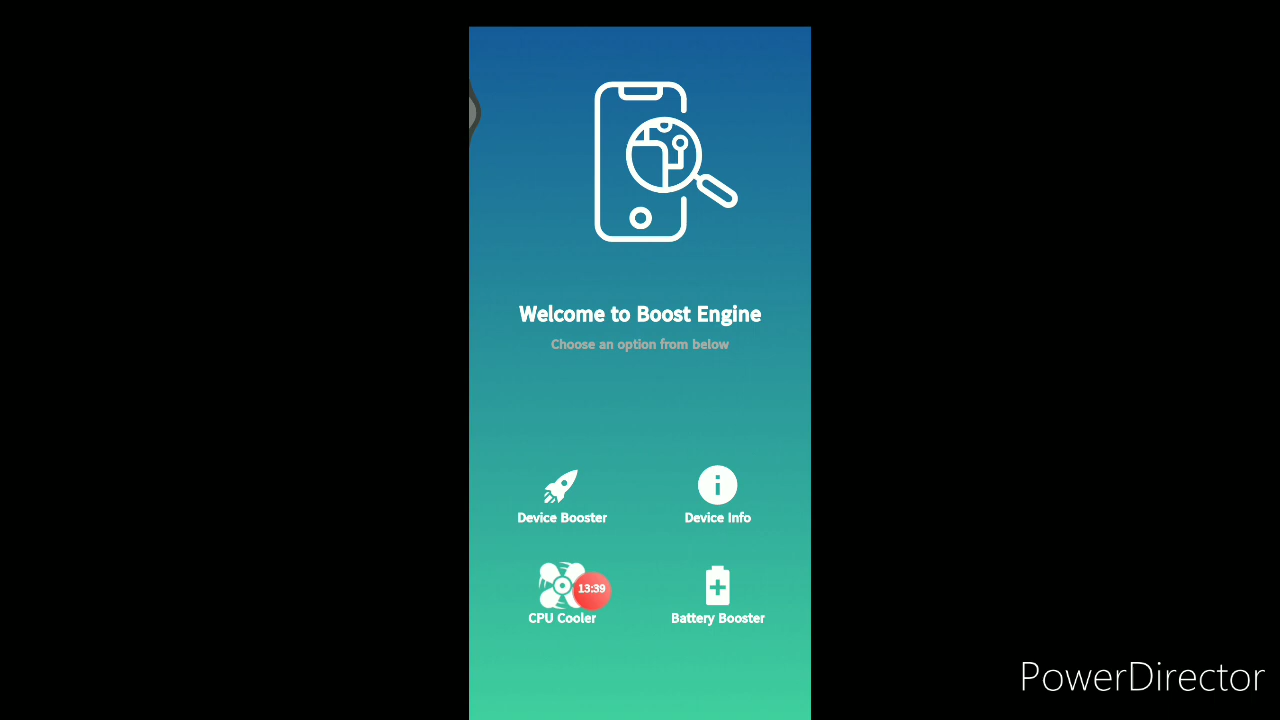 Welcome to Boost Engine
Choose an option from below
Device Booster
Device Info
13:39
CPU Cooler
Battery Booster
PowerDirector